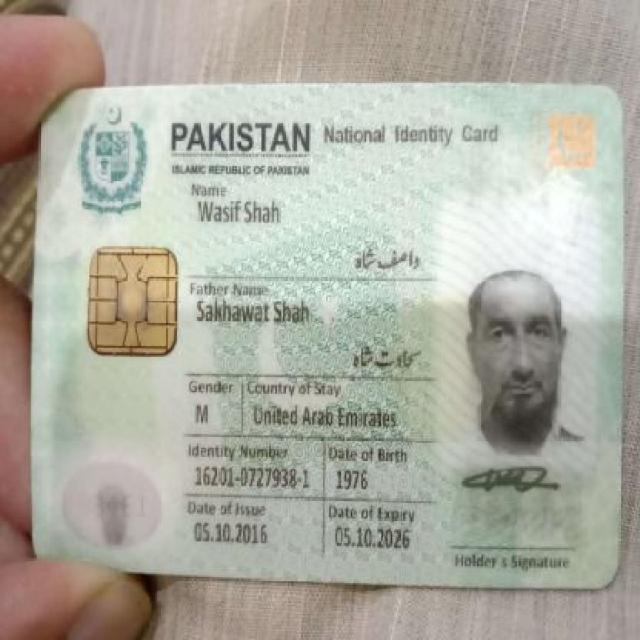 PAKISTAN National Identity Card
ISLAMIC REPUBLIC OF PAKISTAN
Name
Wasif Shah
واصف شاہ
Father Name
Sakhawat Shah
سخاوت شاہ
Gender Country of Stay
M United Arab Emirates
Identity Number Date of Birth
16201-0727938-1 1976
Date of Issue Date of Expiry
05.10.2016 05.10.2026
Holder's Signature